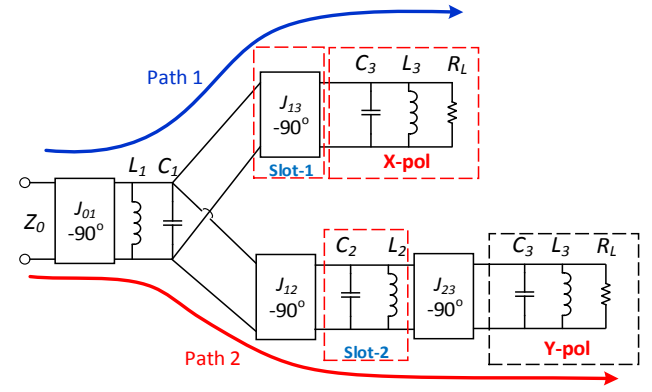 Path 1
C3 L3 RL
J13
-90°
X-pol
Slot-1
L1 C1
Z0
J01
-90°
C2 L2
J12
-90°
J23
-90°
C3 L3 RL
Slot-2
Y-pol
Path 2